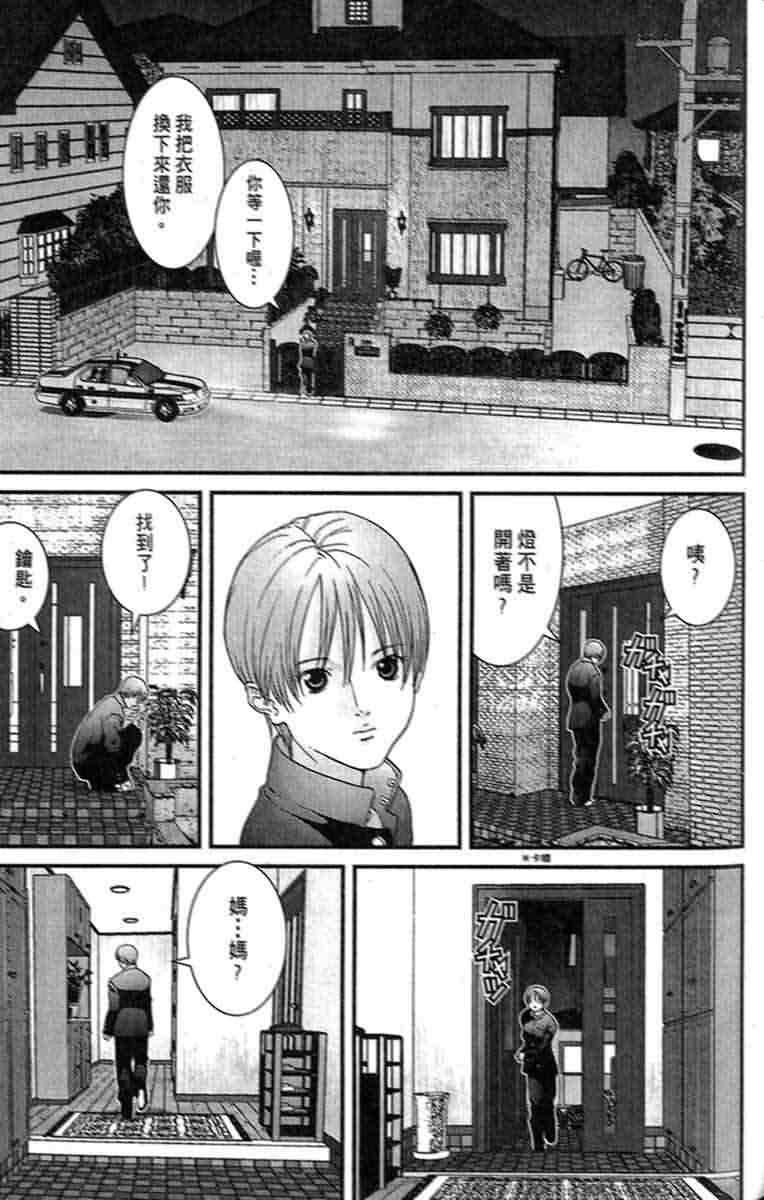 你等一下喔…
我把衣服
換下來還你。
咦？
燈不是
開著嗎？
ガチャ
ガチャ
找到了！
鑰匙。
※卡嚓
ガチャッ
媽…媽？